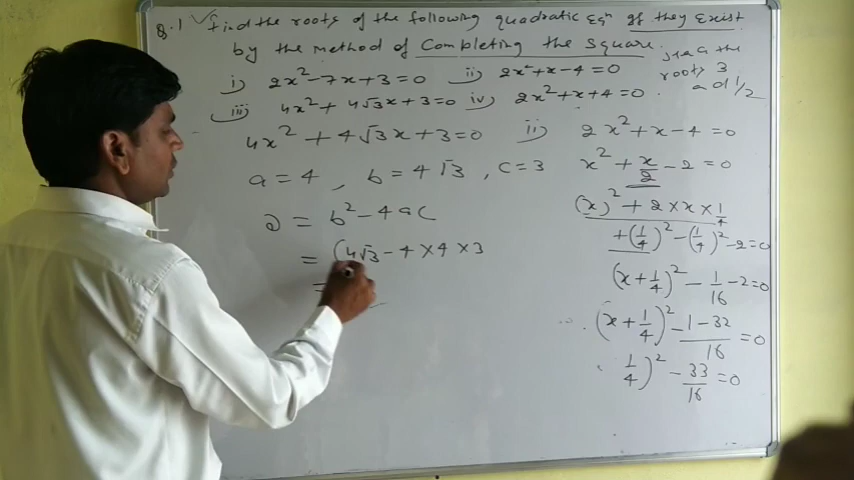 Q.1 ✓ Find the roots of the following quadratic Eqⁿ if they exist
by the method of Completing the Square.
i) 2x² - 7x + 3 = 0 ii) 2x² + x - 4 = 0
roots 3
iii) 4x² + 4√3x + 3 = 0 iv) 2x² + x + 4 = 0.
1/2
4x² + 4√3x + 3 = 0
a = 4, b = 4√3, c = 3
= b² - 4ac
= (4√3 - 4 × 4 × 3
=
ii) 2x² + x - 4 = 0
x² + x/2 - 2 = 0
(x)² + 2 × x × 1/4
+ (1/4)² - (1/4)² - 2 = 0
(x + 1/4)² - 1/16 - 2 = 0
(x + 1/4)² - 1 - 32/16 = 0
1/4)² - 33/16 = 0